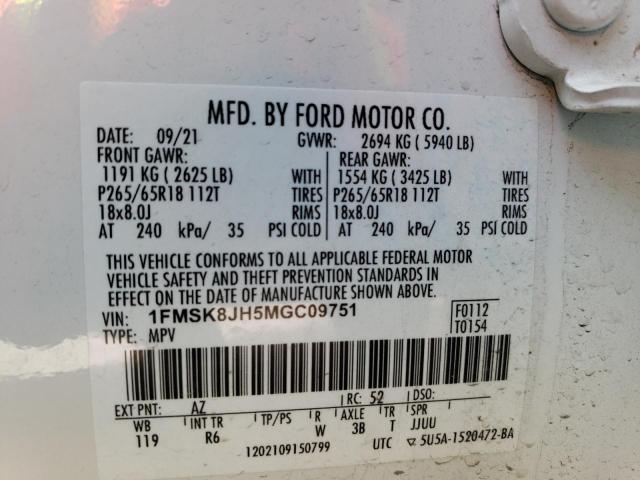 MFD. BY FORD MOTOR CO.
DATE: 09/21 GVWR: 2694 KG ( 5940 LB)
FRONT GAWR: REAR GAWR:
1191 KG ( 2625 LB) WITH 1554 KG ( 3425 LB) WITH
P265/65R18 112T TIRES P265/65R18 112T TIRES
18x8.0J RIMS 18x8.0J RIMS
AT 240 kPa/ 35 PSI COLD AT 240 kPa/ 35 PSI COLD
THIS VEHICLE CONFORMS TO ALL APPLICABLE FEDERAL MOTOR
VEHICLE SAFETY AND THEFT PREVENTION STANDARDS IN
EFFECT ON THE DATE OF MANUFACTURE SHOWN ABOVE.
VIN: 1FMSK8JH5MGC09751 F0112
TYPE: MPV T0154
EXT PNT: AZ RC: 52 DSO:
WB INT TR TP/PS R AXLE TR SPR
119 R6 W 3B T JJUU
1202109150799 UTC ▽ 5U5A-1520472-BA